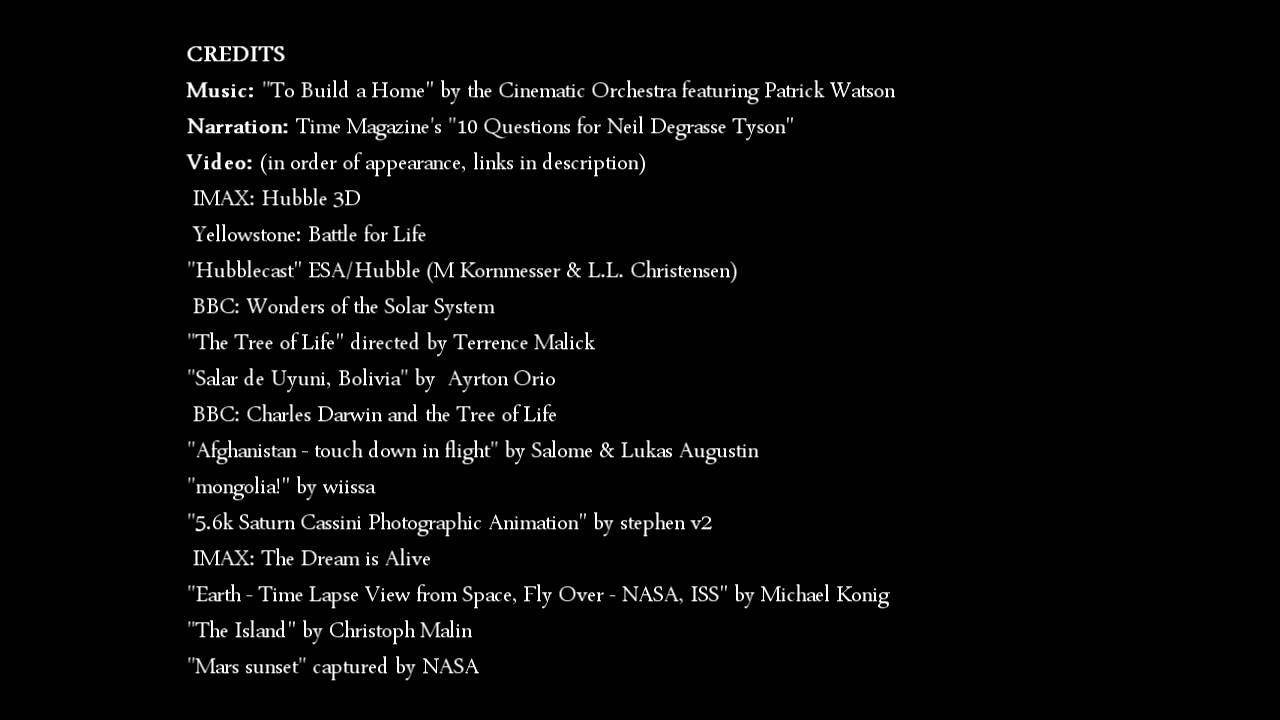 CREDITS
Music: "To Build a Home" by the Cinematic Orchestra featuring Patrick Watson
Narration: Time Magazine's "10 Questions for Neil Degrasse Tyson"
Video: (in order of appearance, links in description)
IMAX: Hubble 3D
Yellowstone: Battle for Life
"Hubblecast" ESA/Hubble (M Kornmesser & L.L. Christensen)
BBC: Wonders of the Solar System
"The Tree of Life" directed by Terrence Malick
"Salar de Uyuni, Bolivia" by Ayrton Orio
BBC: Charles Darwin and the Tree of Life
"Afghanistan - touch down in flight" by Salome & Lukas Augustin
"mongolia!" by wiissa
"5.6k Saturn Cassini Photographic Animation" by stephen v2
IMAX: The Dream is Alive
"Earth - Time Lapse View from Space, Fly Over - NASA, ISS" by Michael Konig
"The Island" by Christoph Malin
"Mars sunset" captured by NASA